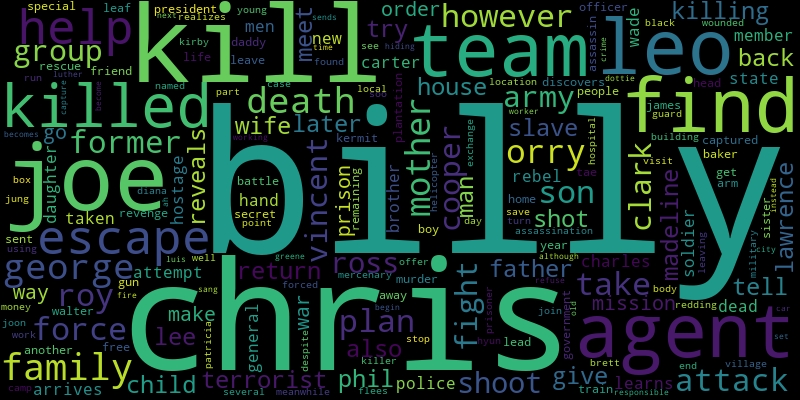 special leaf president young men meet order officer killing
next sends however wade member
help realizes daddy kill team leo assassin black wounded
kirby time see hiding try back
group life leave found new carter
rescue friend house state
run luther special case local discovers find
killed named part plantation people james
capture become death army location dottie head
wife later mother soo crime guard
go former kermit slave building captured
joe reveals billy worker hospital baker
daughter hostage working cooper orry clark visit get
becomes box diana battle vincent prison brother man exchange rebel tae arm
jung revenge hand secret remaining helicopter son home madeline sister
taken ah point boy save soldier instead
sent escape day turn shot lawrence
using luis well return ross assassination leaving
george greene mercenary offer father year although charles military city
attempt gun forced murder take body car
way roy fire chris plan fight mission redding tell
money walter sang make away begin prisoner join government dead set
joon force patricia general war also stop hyun lead refuse agent
work lee despite killer old
another free phil police shoot give brett end village
family child terrorist learns attack
camp arrives several meanwhile flees train responsible